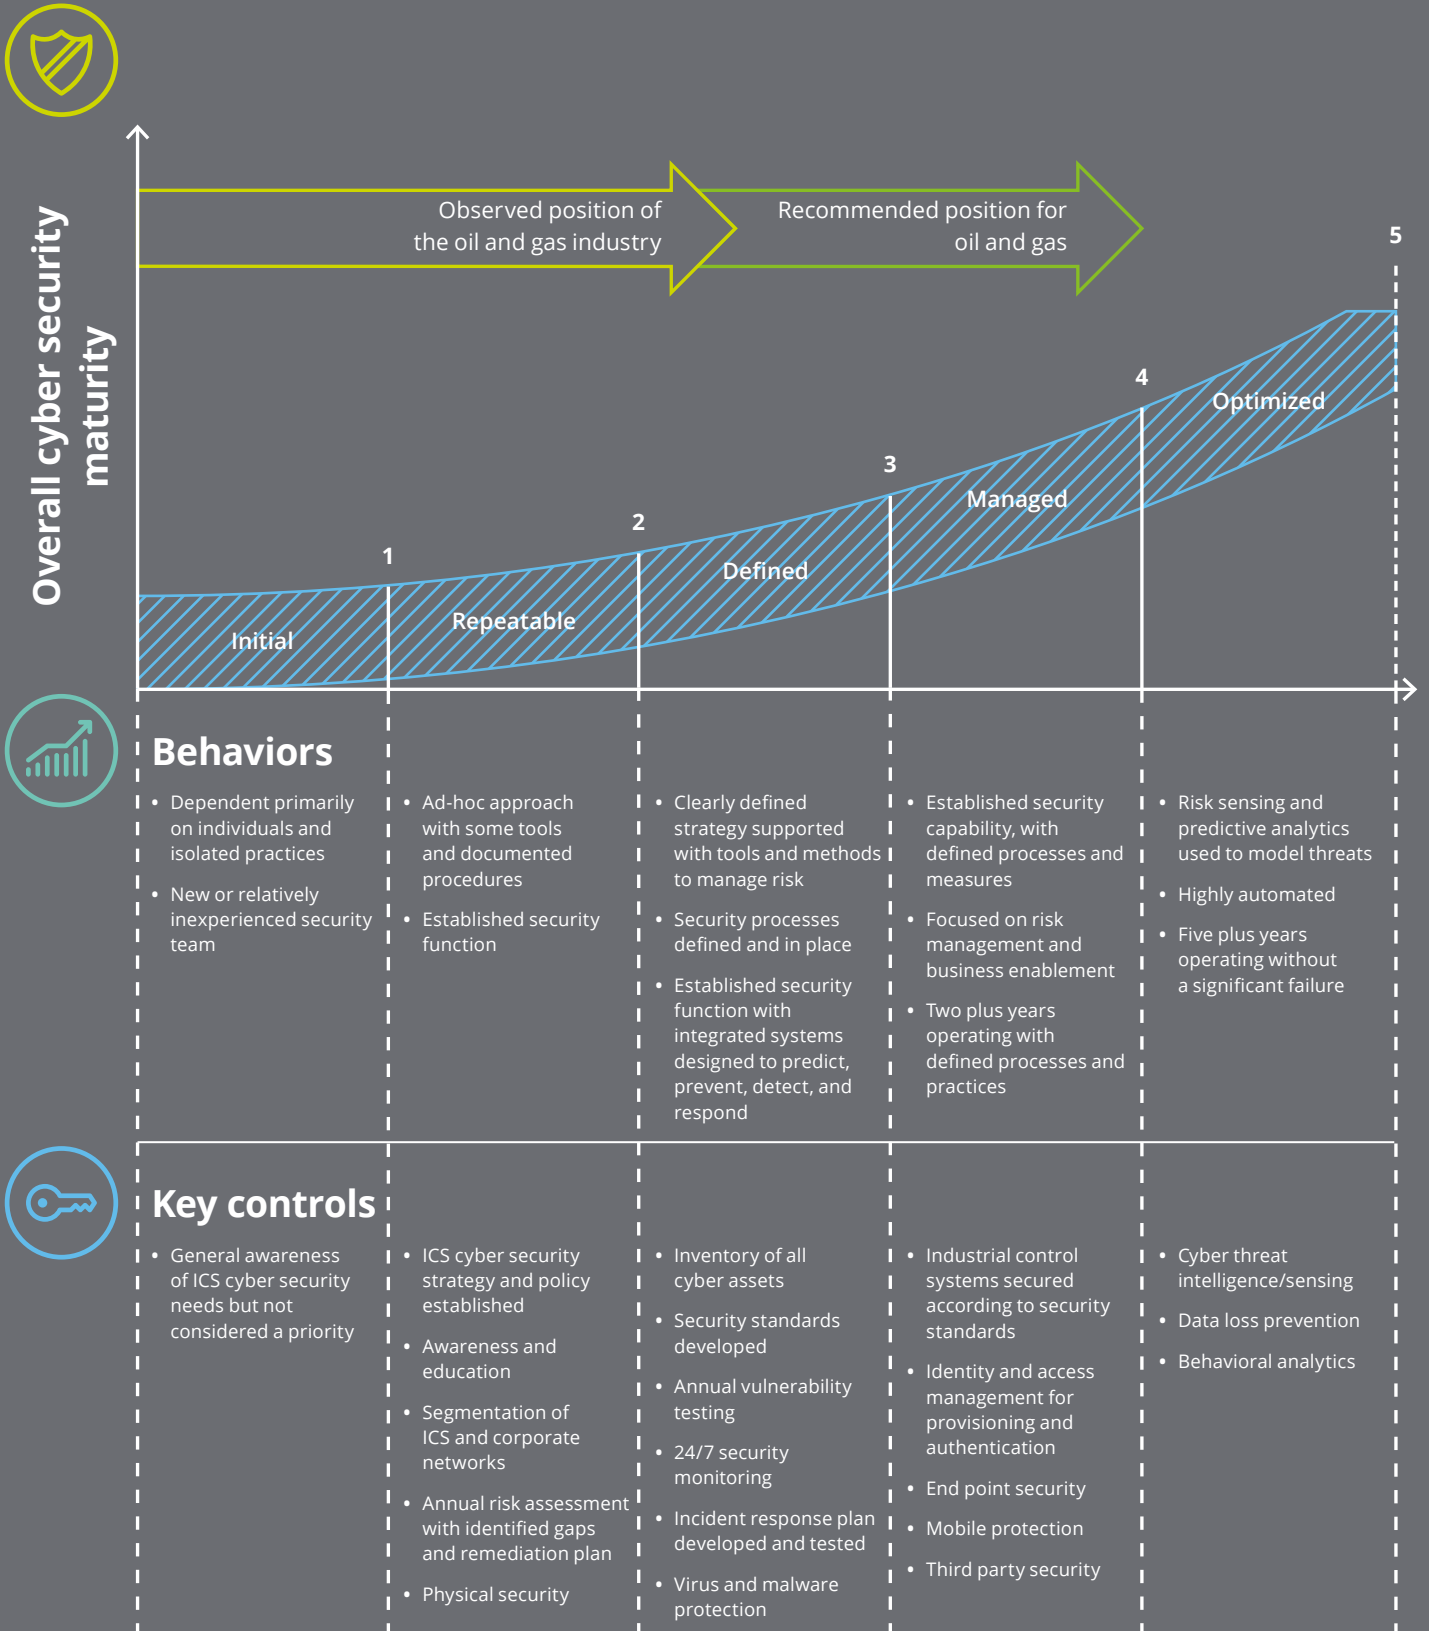 Overall cyber security
maturity
Observed position of
the oil and gas industry
Recommended position for
oil and gas
1
2
3
4
5
Initial
Repeatable
Defined
Managed
Optimized
Behaviors
• Dependent primarily
on individuals and
isolated practices
• New or relatively
inexperienced security
team
• Ad-hoc approach
with some tools
and documented
procedures
• Established security
function
• Clearly defined
strategy supported
with tools and methods
to manage risk
• Security processes
defined and in place
• Established security
function with
integrated systems
designed to predict,
prevent, detect, and
respond
• Established security
capability, with
defined processes and
measures
• Focused on risk
management and
business enablement
• Two plus years
operating with
defined processes and
practices
• Risk sensing and
predictive analytics
used to model threats
• Highly automated
• Five plus years
operating without
a significant failure
Key controls
• General awareness
of ICS cyber security
needs but not
considered a priority
• ICS cyber security
strategy and policy
established
• Awareness and
education
• Segmentation of
ICS and corporate
networks
• Annual risk assessment
with identified gaps
and remediation plan
• Physical security
• Inventory of all
cyber assets
• Security standards
developed
• Annual vulnerability
testing
• 24/7 security
monitoring
• Incident response plan
developed and tested
• Virus and malware
protection
• Industrial control
systems secured
according to security
standards
• Identity and access
management for
provisioning and
authentication
• End point security
• Mobile protection
• Third party security
• Cyber threat
intelligence/sensing
• Data loss prevention
• Behavioral analytics